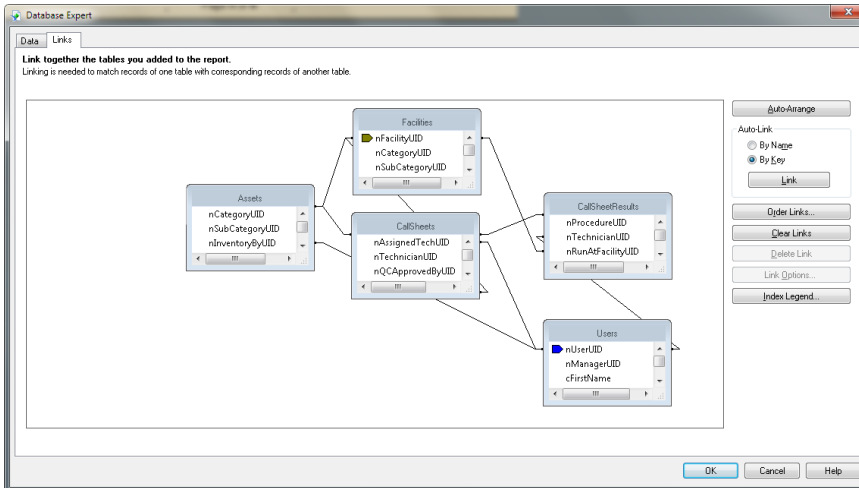 Database Expert
Data
Links
Link together the tables you added to the report.
Linking is needed to match records of one table with corresponding records of another table.
Facilities
nFacilityUID
nCategoryUID
nSubCategoryUID
Assets
nCategoryUID
nSubCategoryUID
nInventoryByUID
CallSheets
nAssignedTechUID
nTechnicianUID
nQCApprovedByUID
CallSheetResults
nProcedureUID
nTechnicianUID
nRunAtFacilityUID
Users
nUserUID
nManagerUID
cFirstName
Auto-Arrange
Auto-Link
By Name
By Key
Link
Order Links...
Clear Links
Delete Link
Link Options...
Index Legend...
OK
Cancel
Help